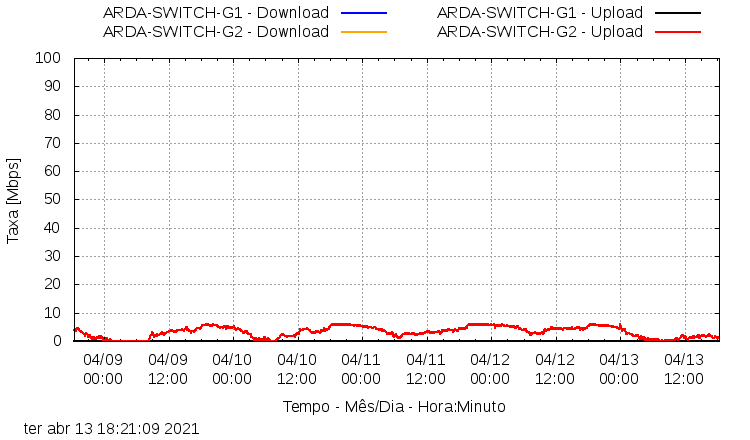 ARDA-SWITCH-G1 - Download ARDA-SWITCH-G1 - Upload
ARDA-SWITCH-G2 - Download ARDA-SWITCH-G2 - Upload
100
90
80
70
60
50
40
30
20
10
0
Taxa [Mbps]
04/09 04/09 04/10 04/10 04/11 04/11 04/12 04/12 04/13 04/13
00:00 12:00 00:00 12:00 00:00 12:00 00:00 12:00 00:00 12:00
Tempo - Mês/Dia - Hora:Minuto
ter abr 13 18:21:09 2021